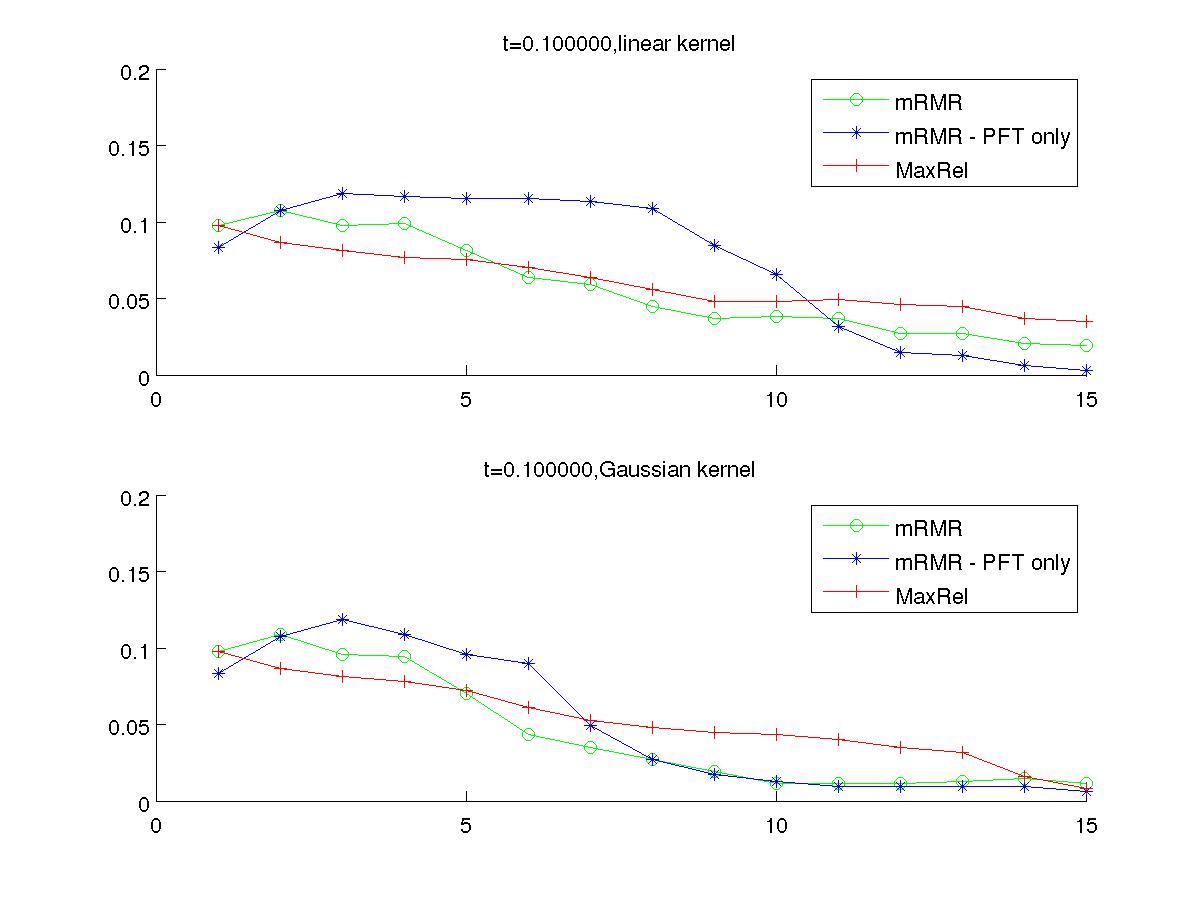 t=0.100000,linear kernel
0.2
0.15
0.1
0.05
0
0 5 10 15
mRMR
mRMR - PFT only
MaxRel
t=0.100000,Gaussian kernel
0.2
0.15
0.1
0.05
0
0 5 10 15
mRMR
mRMR - PFT only
MaxRel